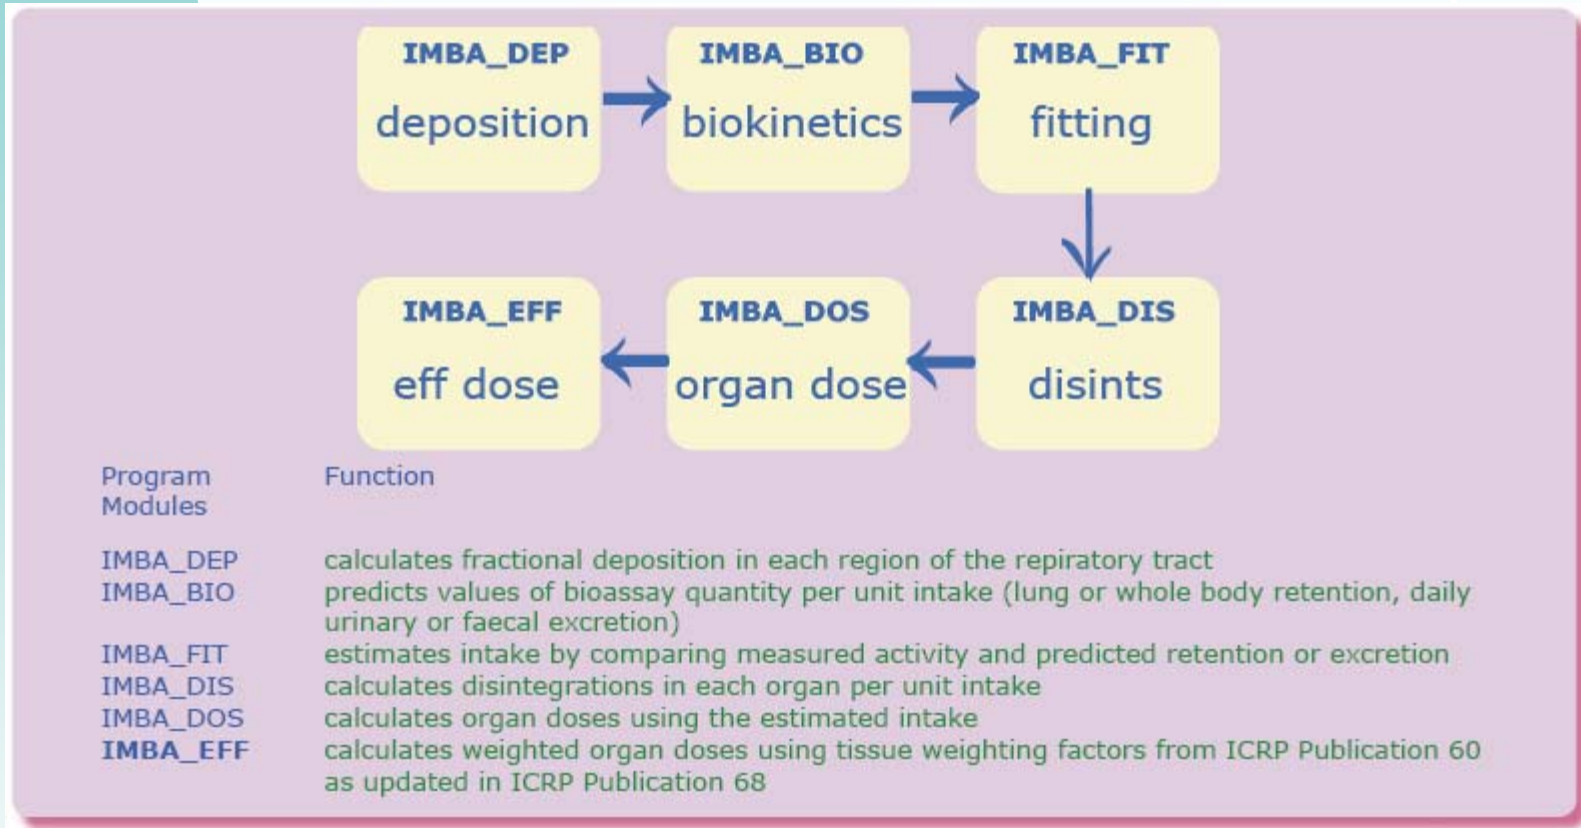 IMBA_DEP
deposition
IMBA_BIO
biokinetics
IMBA_FIT
fitting
IMBA_EFF
eff dose
IMBA_DOS
organ dose
IMBA_DIS
disints
Program Modules
Function
IMBA_DEP calculates fractional deposition in each region of the repiratory tract
IMBA_BIO predicts values of bioassay quantity per unit intake (lung or whole body retention, daily
urinary or faecal excretion)
IMBA_FIT estimates intake by comparing measured activity and predicted retention or excretion
IMBA_DIS calculates disintegrations in each organ per unit intake
IMBA_DOS calculates organ doses using the estimated intake
IMBA_EFF calculates weighted organ doses using tissue weighting factors from ICRP Publication 60
as updated in ICRP Publication 68